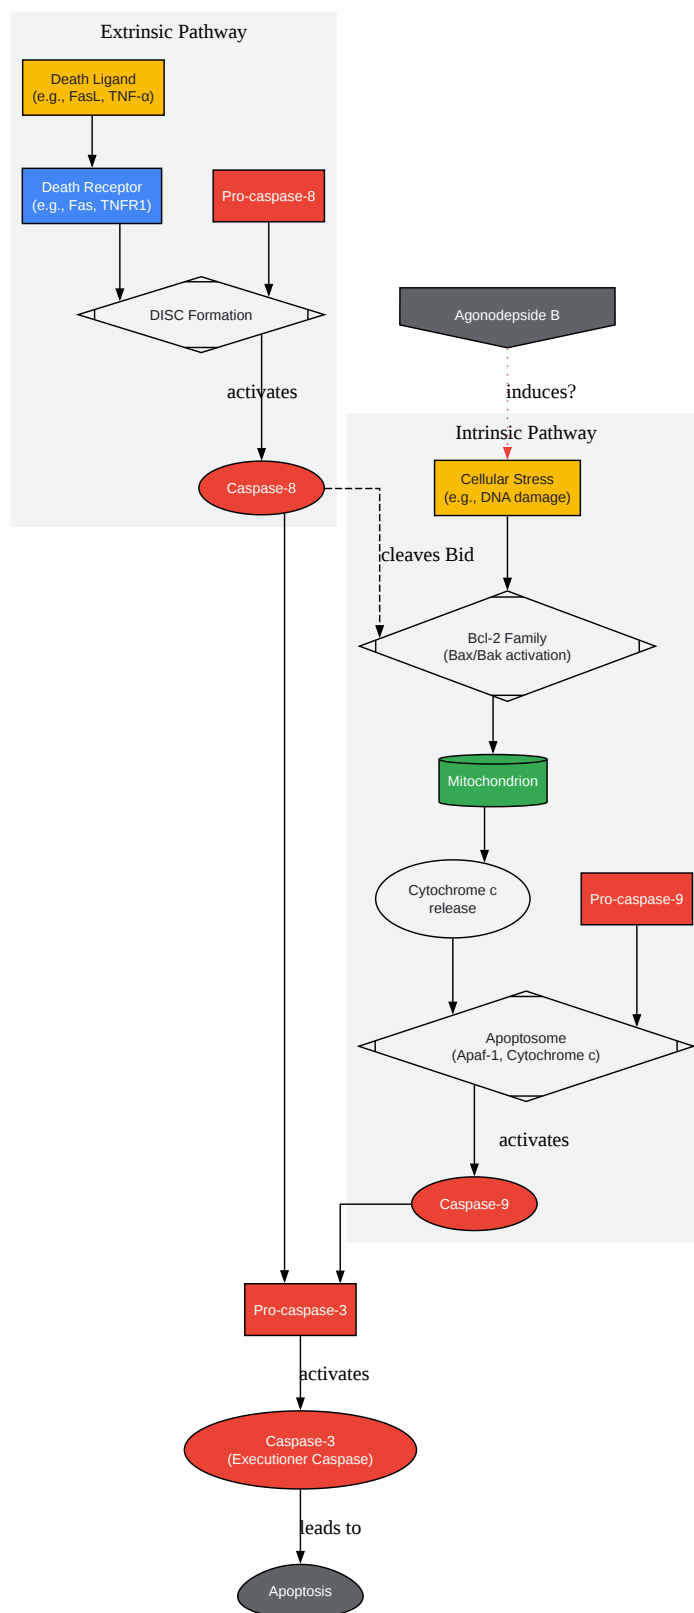 Extrinsic Pathway
Death Ligand
(e.g., FasL, TNF-α)
Death Receptor
(e.g., Fas, TNFR1)
Pro-caspase-8
DISC Formation
activates
Caspase-8
Agonodepside B
induces?
Intrinsic Pathway
Cellular Stress
(e.g., DNA damage)
cleaves Bid
Bcl-2 Family
(Bax/Bak activation)
Mitochondrion
Cytochrome c
release
Pro-caspase-9
Apoptosome
(Apaf-1, Cytochrome c)
activates
Caspase-9
Pro-caspase-3
activates
Caspase-3
(Executioner Caspase)
leads to
Apoptosis